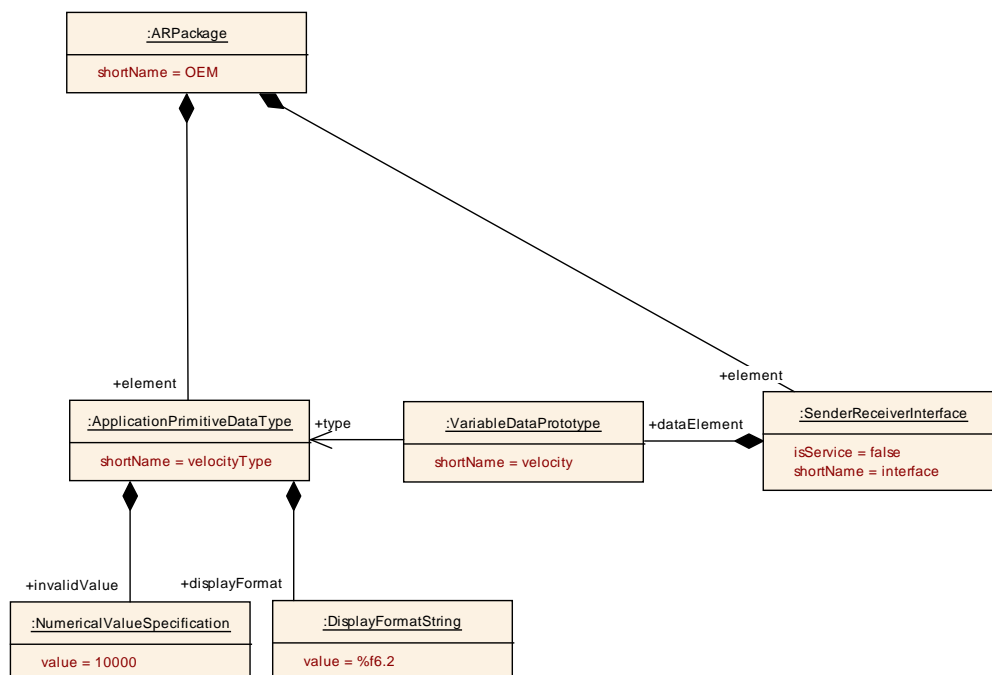 :ARPackage
shortName = OEM
+element
+element
:ApplicationPrimitiveDataType
shortName = velocityType
+type
:VariableDataPrototype
shortName = velocity
+dataElement
:SenderReceiverInterface
isService = false
shortName = interface
+invalidValue
+displayFormat
:NumericalValueSpecification
value = 10000
:DisplayFormatString
value = %f6.2